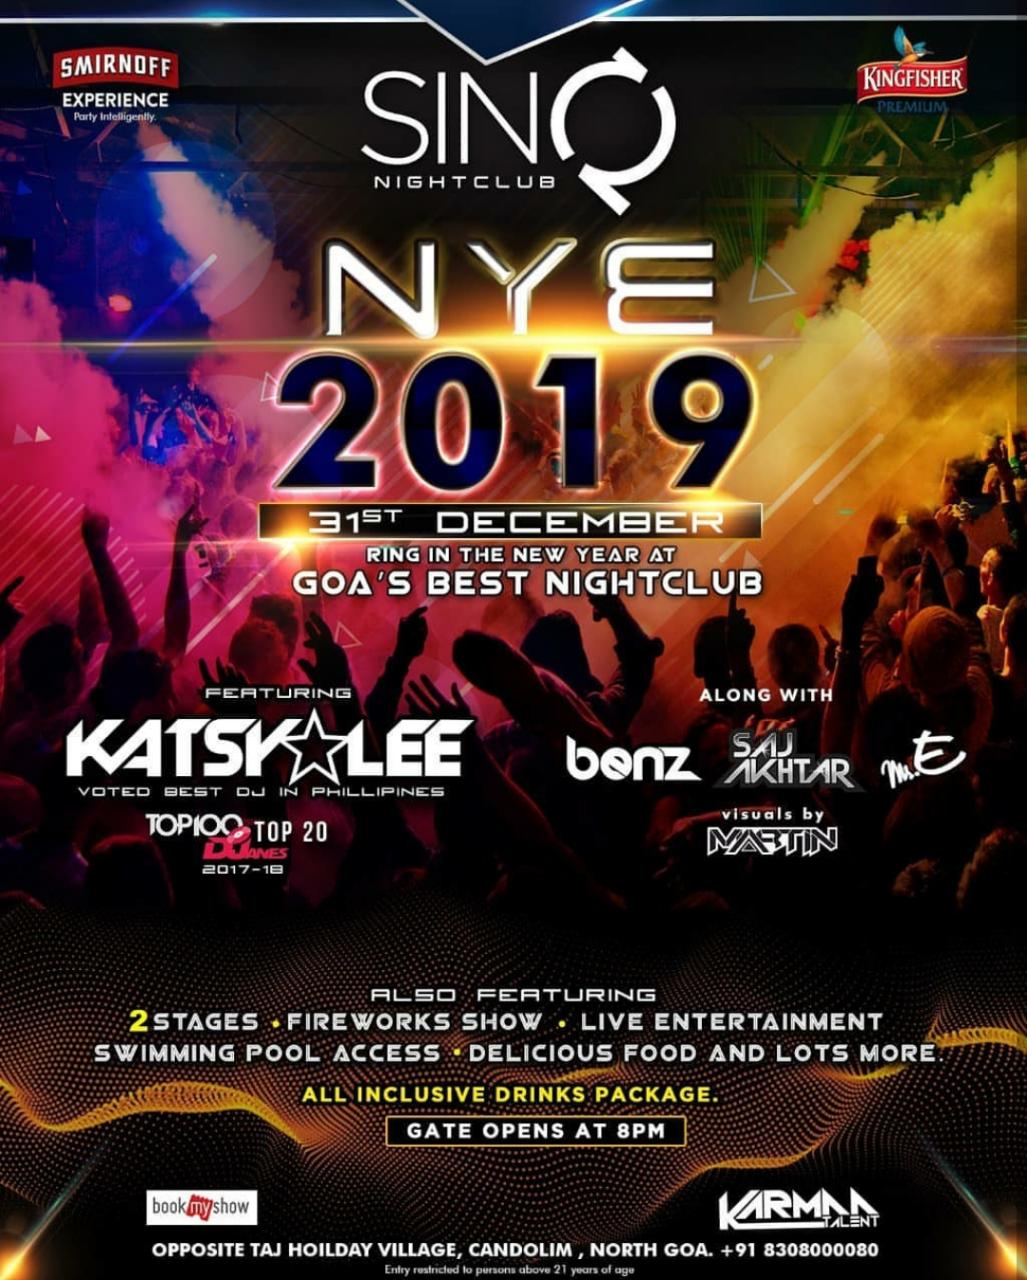 SMIRNOFF
EXPERIENCE
Party Intelligently.
KINGFISHER
PREMIUM
SINQ
NIGHTCLUB
NYE
2019
31ST DECEMBER
RING IN THE NEW YEAR AT
GOA'S BEST NIGHTCLUB
FEATURING
KATSY☆LEE
VOTED BEST DJ IN PHILLIPINES
TOP100 DJANES TOP 20
2017-18
ALONG WITH
benz SAJ AKHTAR Mr.E
visuals by
MARTIN
ALSO FEATURING
2 STAGES • FIREWORKS SHOW • LIVE ENTERTAINMENT
SWIMMING POOL ACCESS • DELICIOUS FOOD AND LOTS MORE.
ALL INCLUSIVE DRINKS PACKAGE.
GATE OPENS AT 8PM
bookmyshow
KARMAA
TALENT
OPPOSITE TAJ HOILDAY VILLAGE, CANDOLIM , NORTH GOA. +91 8308000080
Entry restricted to persons above 21 years of age